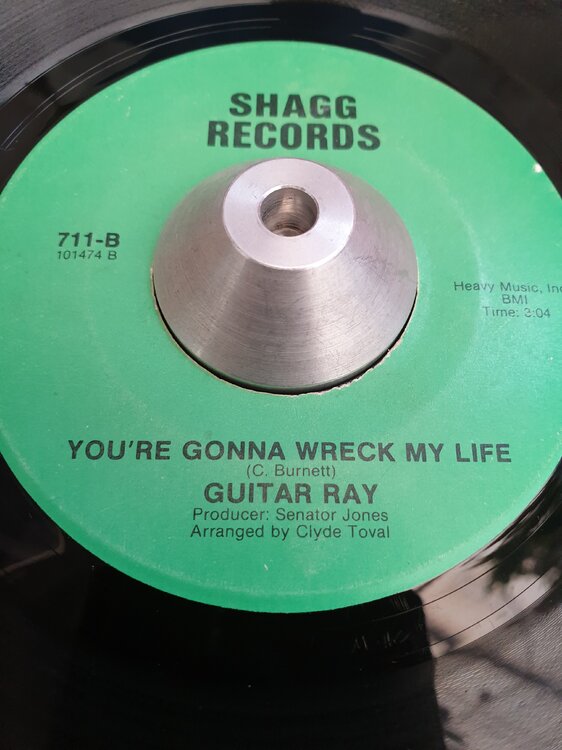 SHAGG
RECORDS
711-B
101474 B
Heavy Music, Inc
BMI
Time: 3:04
YOU'RE GONNA WRECK MY LIFE
(C. Burnett)
GUITAR RAY
Producer: Senator Jones
Arranged by Clyde Toval